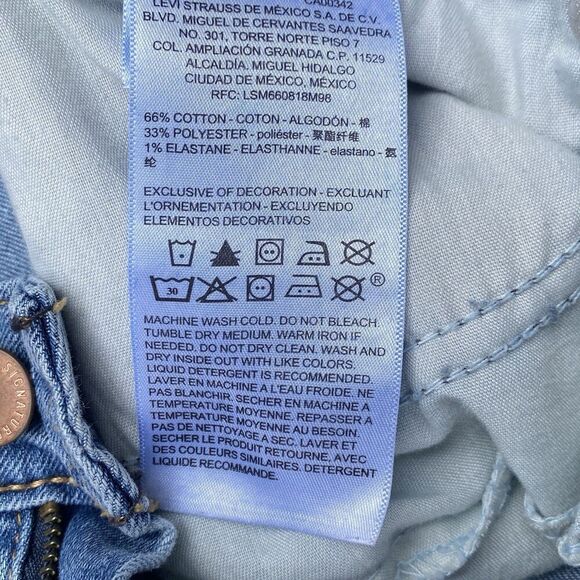 CA00342
LEVI STRAUSS DE MÉXICO S.A. DE C.V.
BLVD. MIGUEL DE CERVANTES SAAVEDRA
NO. 301, TORRE NORTE PISO 7
COL. AMPLIACIÓN GRANADA C.P. 11529
ALCALDÍA. MIGUEL HIDALGO
CIUDAD DE MÉXICO, MÉXICO
RFC: LSM660818M98
66% COTTON - COTON - ALGODÓN - 棉
33% POLYESTER - poliéster - 聚酯纤维
1% ELASTANE - ELASTHANNE - elastano - 氨
纶
EXCLUSIVE OF DECORATION - EXCLUANT
L'ORNEMENTATION - EXCLUYENDO
ELEMENTOS DECORATIVOS
30 ®
MACHINE WASH COLD. DO NOT BLEACH.
TUMBLE DRY MEDIUM. WARM IRON IF
NEEDED. DO NOT DRY CLEAN. WASH AND
DRY INSIDE OUT WITH LIKE COLORS.
LIQUID DETERGENT IS RECOMMENDED.
LAVER EN MACHINE A L'EAU FROIDE. NE
PAS BLANCHIR. SECHER EN MACHINE A
TEMPERATURE MOYENNE. REPASSER A
TEMPERATURE MOYENNE AU BESOIN.
PAS DE NETTOYAGE A SEC. LAVER ET
SECHER LE PRODUIT RETOURNE, AVEC
DES COULEURS SIMILAIRES. DETERGENT
LIQUIDE RECOMMANDE.
SIGNATURE